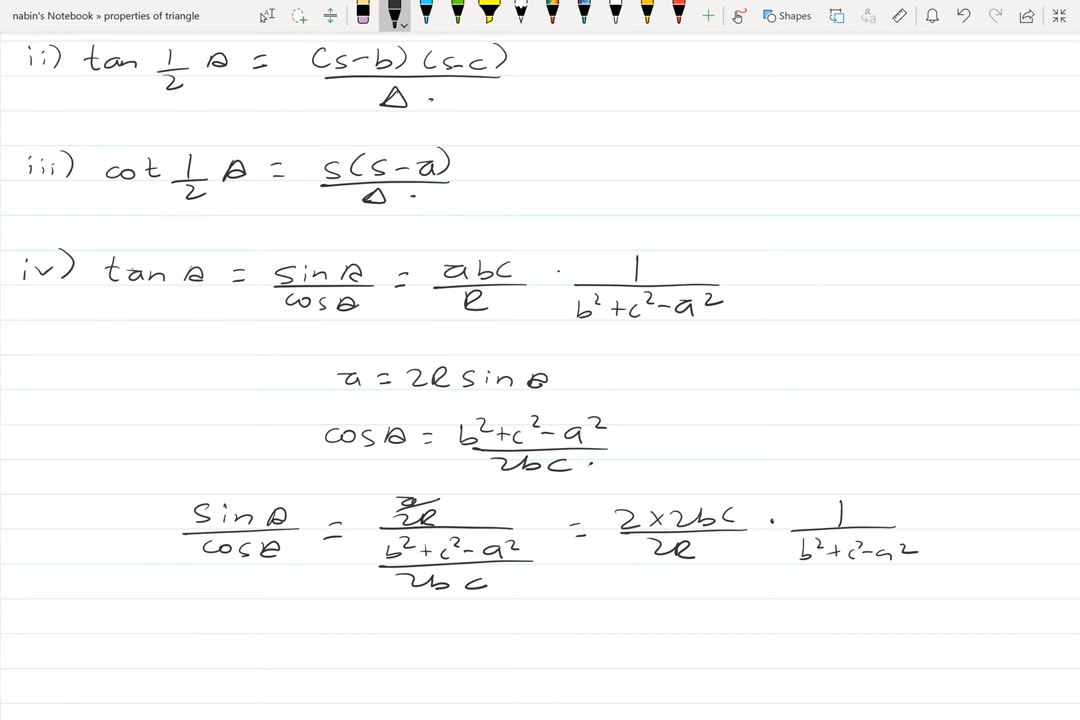 nabin's Notebook » properties of triangle Shapes
ii) tan 1/2 A = (s-b)(s-c)/Δ .
iii) cot 1/2 A = s(s-a)/Δ .
iv) tan A = sin A/cos A = abc/R · 1/(b²+c²-a²)
a = 2R sin A
cos A = (b²+c²-a²)/2bc .
sin A/cos A = (a/2R)/((b²+c²-a²)/2bc) = 2×2bc/2R · 1/(b²+c²-a²)